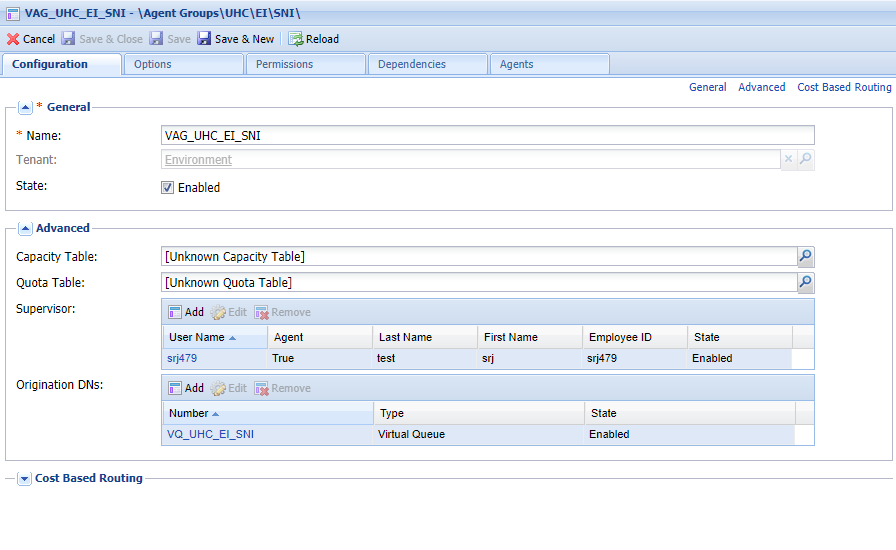 VAG_UHC_EI_SNI - \Agent Groups\UHC\EI\SNI\
Cancel Save & Close Save Save & New Reload
Configuration Options Permissions Dependencies Agents
General Advanced Cost Based Routing
* General
* Name: VAG_UHC_EI_SNI
Tenant: Environment
State: Enabled
Advanced
Capacity Table: [Unknown Capacity Table]
Quota Table: [Unknown Quota Table]
Supervisor: Add Edit Remove
User Name Agent Last Name First Name Employee ID State
srj479 True test srj srj479 Enabled
Origination DNs: Add Edit Remove
Number Type State
VQ_UHC_EI_SNI Virtual Queue Enabled
Cost Based Routing